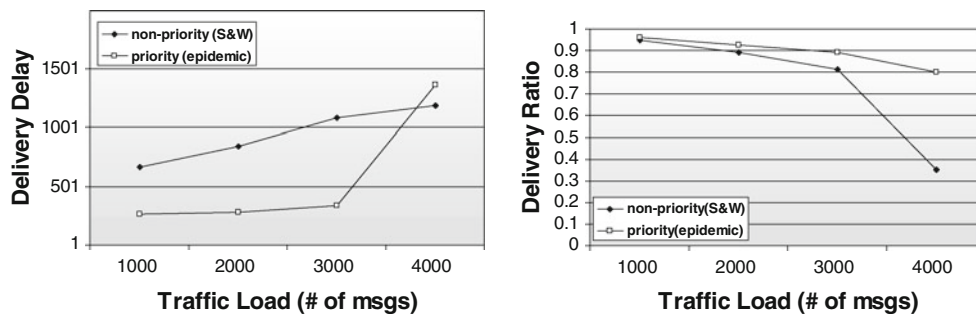 Delivery Delay
1501
1001
501
1
non-priority (S&W)
priority (epidemic)
1000 2000 3000 4000
Traffic Load (# of msgs)
Delivery Ratio
1
0.9
0.8
0.7
0.6
0.5
0.4
0.3
0.2
0.1
0
non-priority(S&W)
priority(epidemic)
1000 2000 3000 4000
Traffic Load (# of msgs)